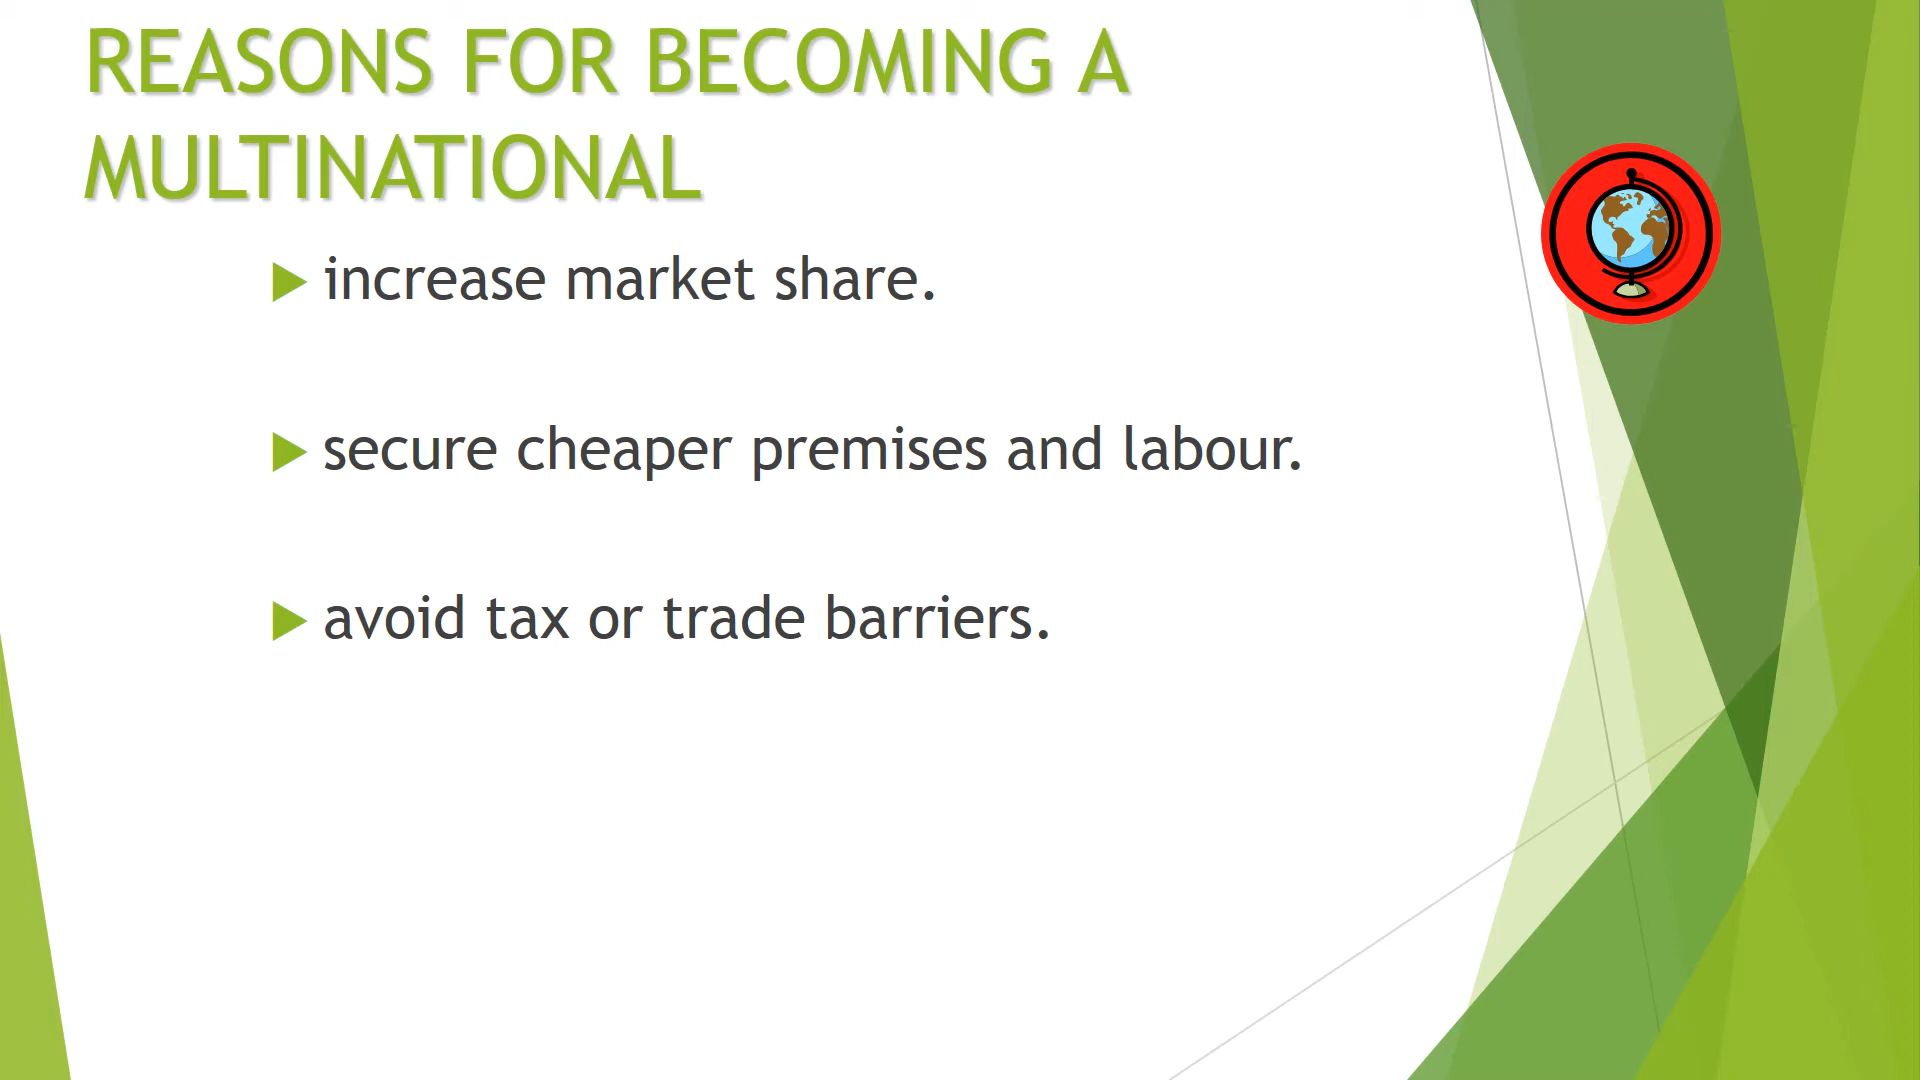 REASONS FOR BECOMING A
MULTINATIONAL
increase market share.
secure cheaper premises and labour.
avoid tax or trade barriers.